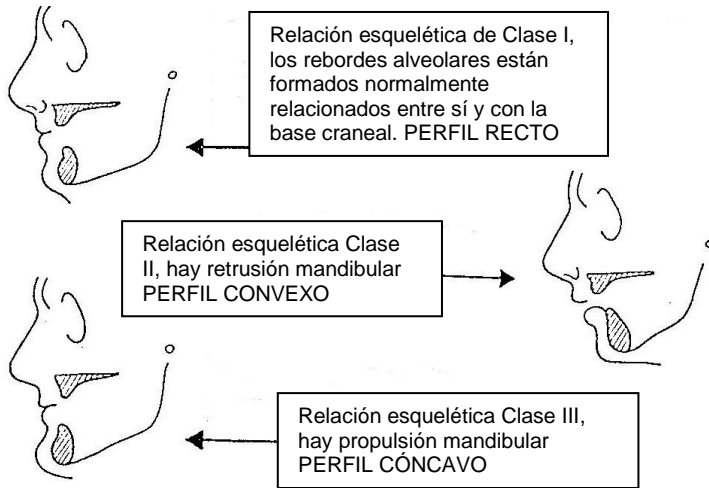 Relación esquelética de Clase I,
los rebordes alveolares están
formados normalmente
relacionados entre sí y con la
base craneal. PERFIL RECTO
Relación esquelética Clase
II, hay retrusión mandibular
PERFIL CONVEXO
Relación esquelética Clase III,
hay propulsión mandibular
PERFIL CÓNCAVO